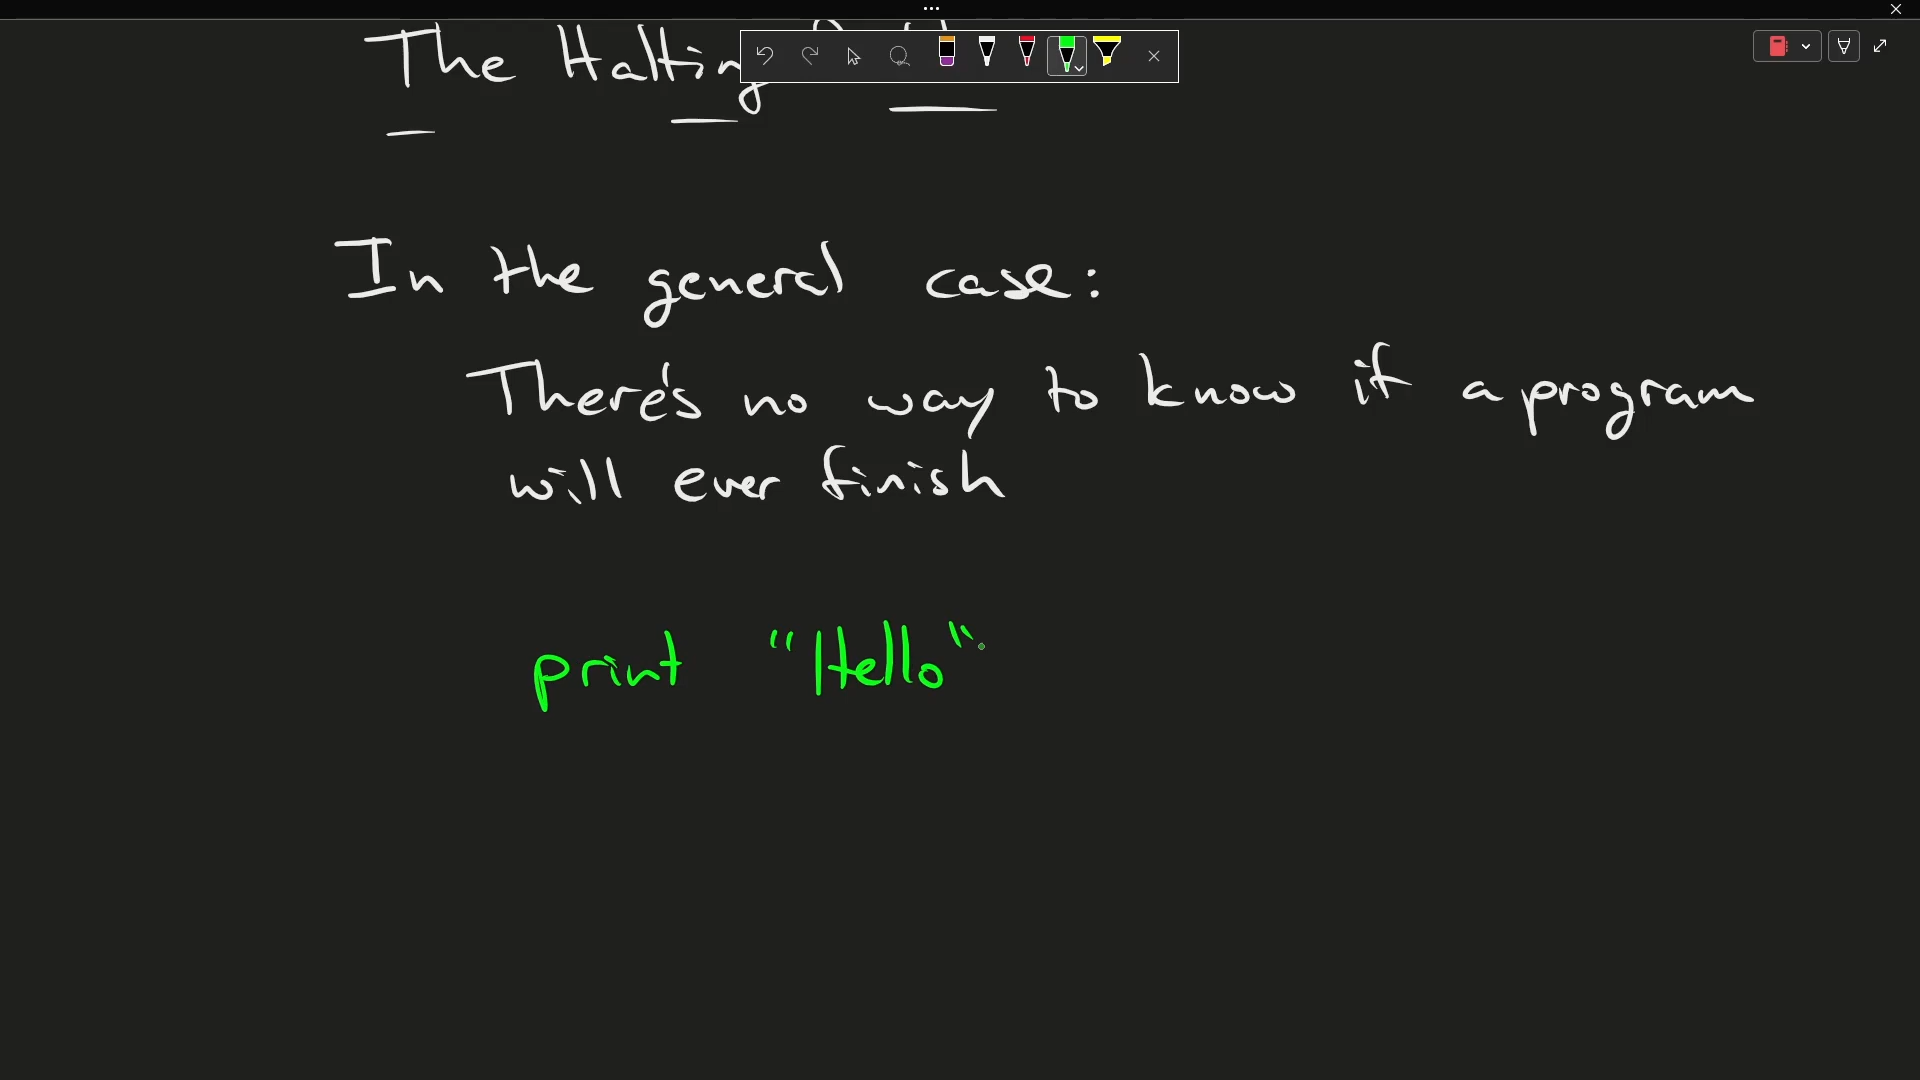 The Halting
In the general case:
There's no way to know if a program
will ever finish
print "Hello"